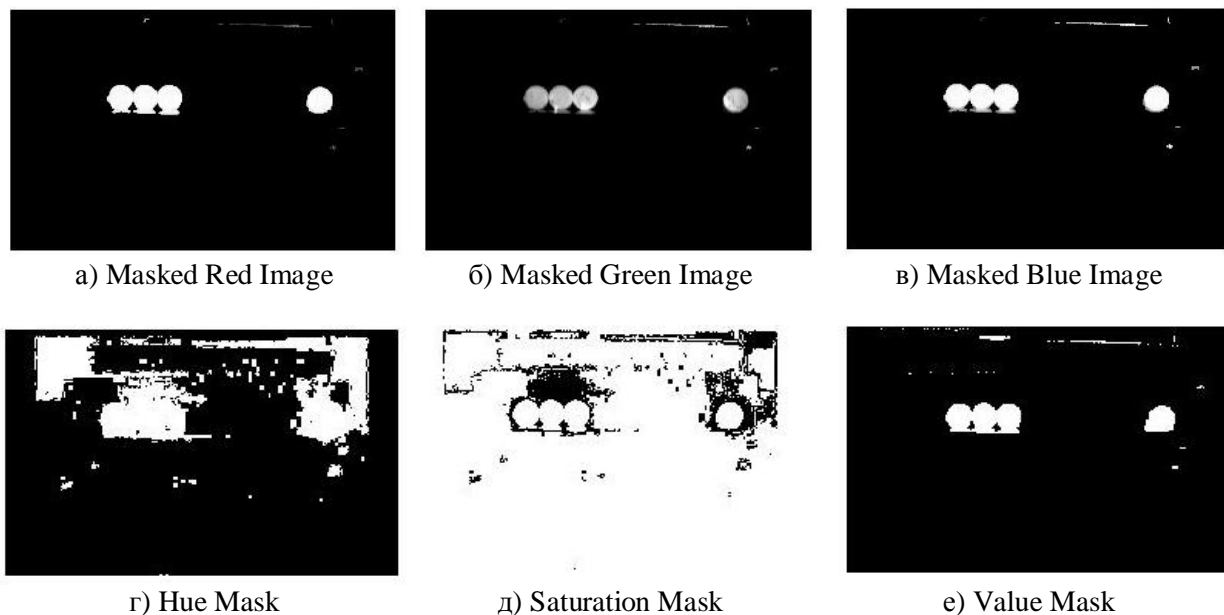 а) Masked Red Image
б) Masked Green Image
в) Masked Blue Image
г) Hue Mask
д) Saturation Mask
е) Value Mask